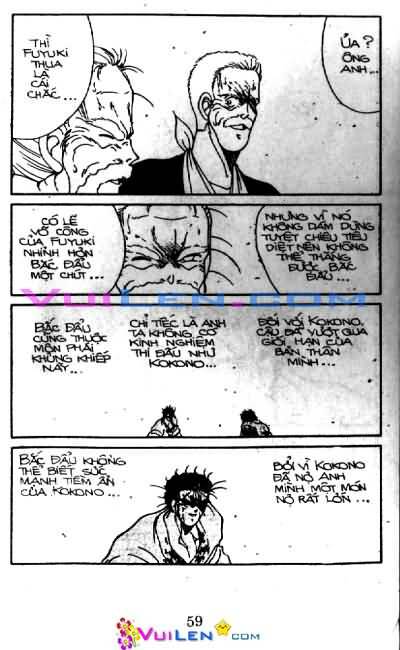 ỦA?
ÔNG
ANH...
THÌ
FUYUKI
THUA
LÀ
CÁI
CHẮC...
NHƯNG VÌ NÓ
KHÔNG DÁM DÙNG
TUYỆT CHIÊU TIÊU
DIỆT NÊN KHÔNG
THỂ THẮNG
ĐƯỢC BẮC
ĐẨU...
CÓ LẼ
VÕ CÔNG
CỦA FUYUKI
NHỈNH HƠN
BẮC ĐẨU
MỘT CHÚT...
VUILEN.COM
ĐỐI VỚI KOKONO,
CẬU ĐÃ VƯỢT QUA
GIỚI HẠN CỦA
BẢN THÂN
MÌNH...
CHỈ TIẾC LÀ ANH
TA KHÔNG CÓ
KINH NGHIỆM
THI ĐẤU NHƯ
KOKONO...
BẮC ĐẨU
CŨNG THUỘC
MÔN PHÁI
KHỦNG KHIẾP
NÀY...
BỞI VÌ KOKONO
ĐÃ NỢ ANH
MÌNH MỘT MÓN
NỢ RẤT LỚN...
BẮC ĐẨU KHÔNG
THỂ BIẾT SỨC
MẠNH TIỀM ẨN
CỦA KOKONO...
59
VUILEN.COM